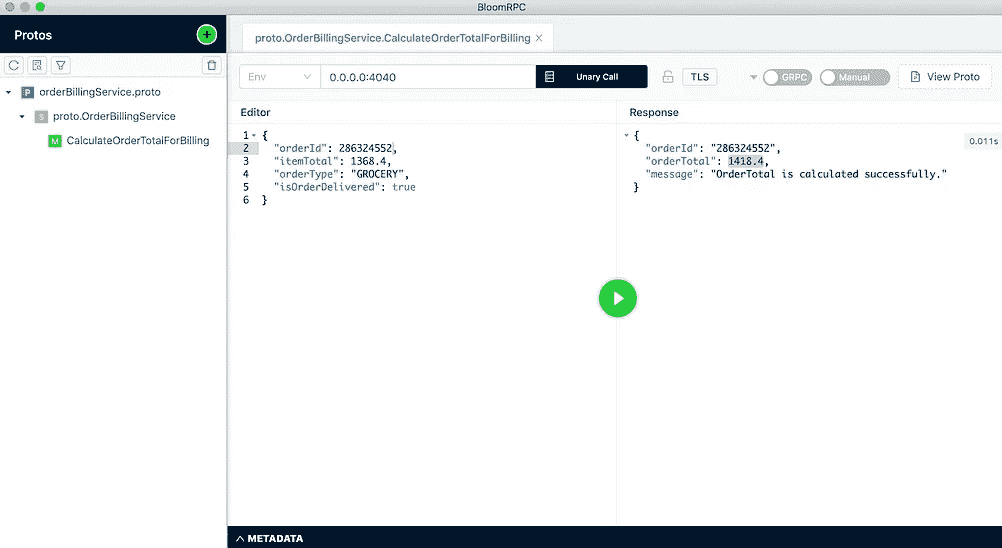 BloomRPC
Protos
proto.OrderBillingService.CalculateOrderTotalForBilling
Env
0.0.0.0:4040
Unary Call
TLS
GRPC
Manual
View Proto
orderBillingService.proto
proto.OrderBillingService
CalculateOrderTotalForBilling
Editor
1 {
2 "orderId": 286324552,
3 "itemTotal": 1368.4,
4 "orderType": "GROCERY",
5 "isOrderDelivered": true
6 }
Response
{
"orderId": "286324552",
"orderTotal": 1418.4,
"message": "OrderTotal is calculated successfully."
}
0.011s
METADATA